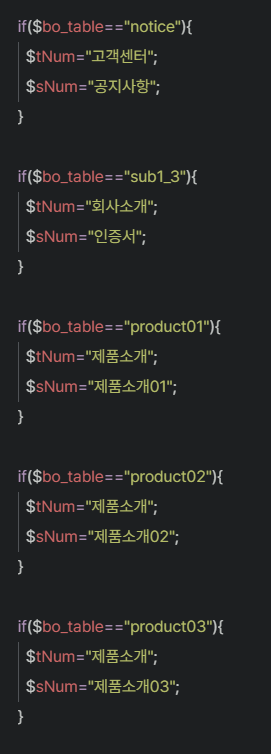 if($bo_table=="notice"){
$tNum="고객센터";
$sNum="공지사항";
}
if($bo_table=="sub1_3"){
$tNum="회사소개";
$sNum="인증서";
}
if($bo_table=="product01"){
$tNum="제품소개";
$sNum="제품소개01";
}
if($bo_table=="product02"){
$tNum="제품소개";
$sNum="제품소개02";
}
if($bo_table=="product03"){
$tNum="제품소개";
$sNum="제품소개03";
}